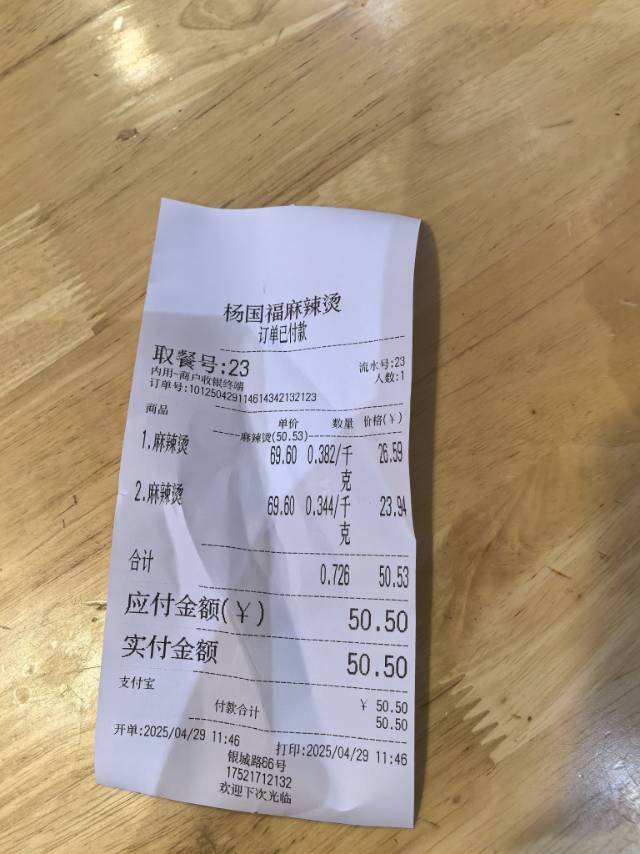 杨国福麻辣烫
订单已付款
取餐号:23
流水号:23
内用-商户收银终端
人数:1
订单号:101250429114614342132123
商品 单价 数量 价格(¥)
麻辣烫(50.53)
1.麻辣烫 69.60 0.382/千克 26.59
2.麻辣烫 69.60 0.344/千克 23.94
合计 0.726 50.53
应付金额(¥) 50.50
实付金额 50.50
支付宝 ¥ 50.50
付款合计 50.50
开单:2025/04/29 11:46 打印:2025/04/29 11:46
银城路66号
17521712132
欢迎下次光临